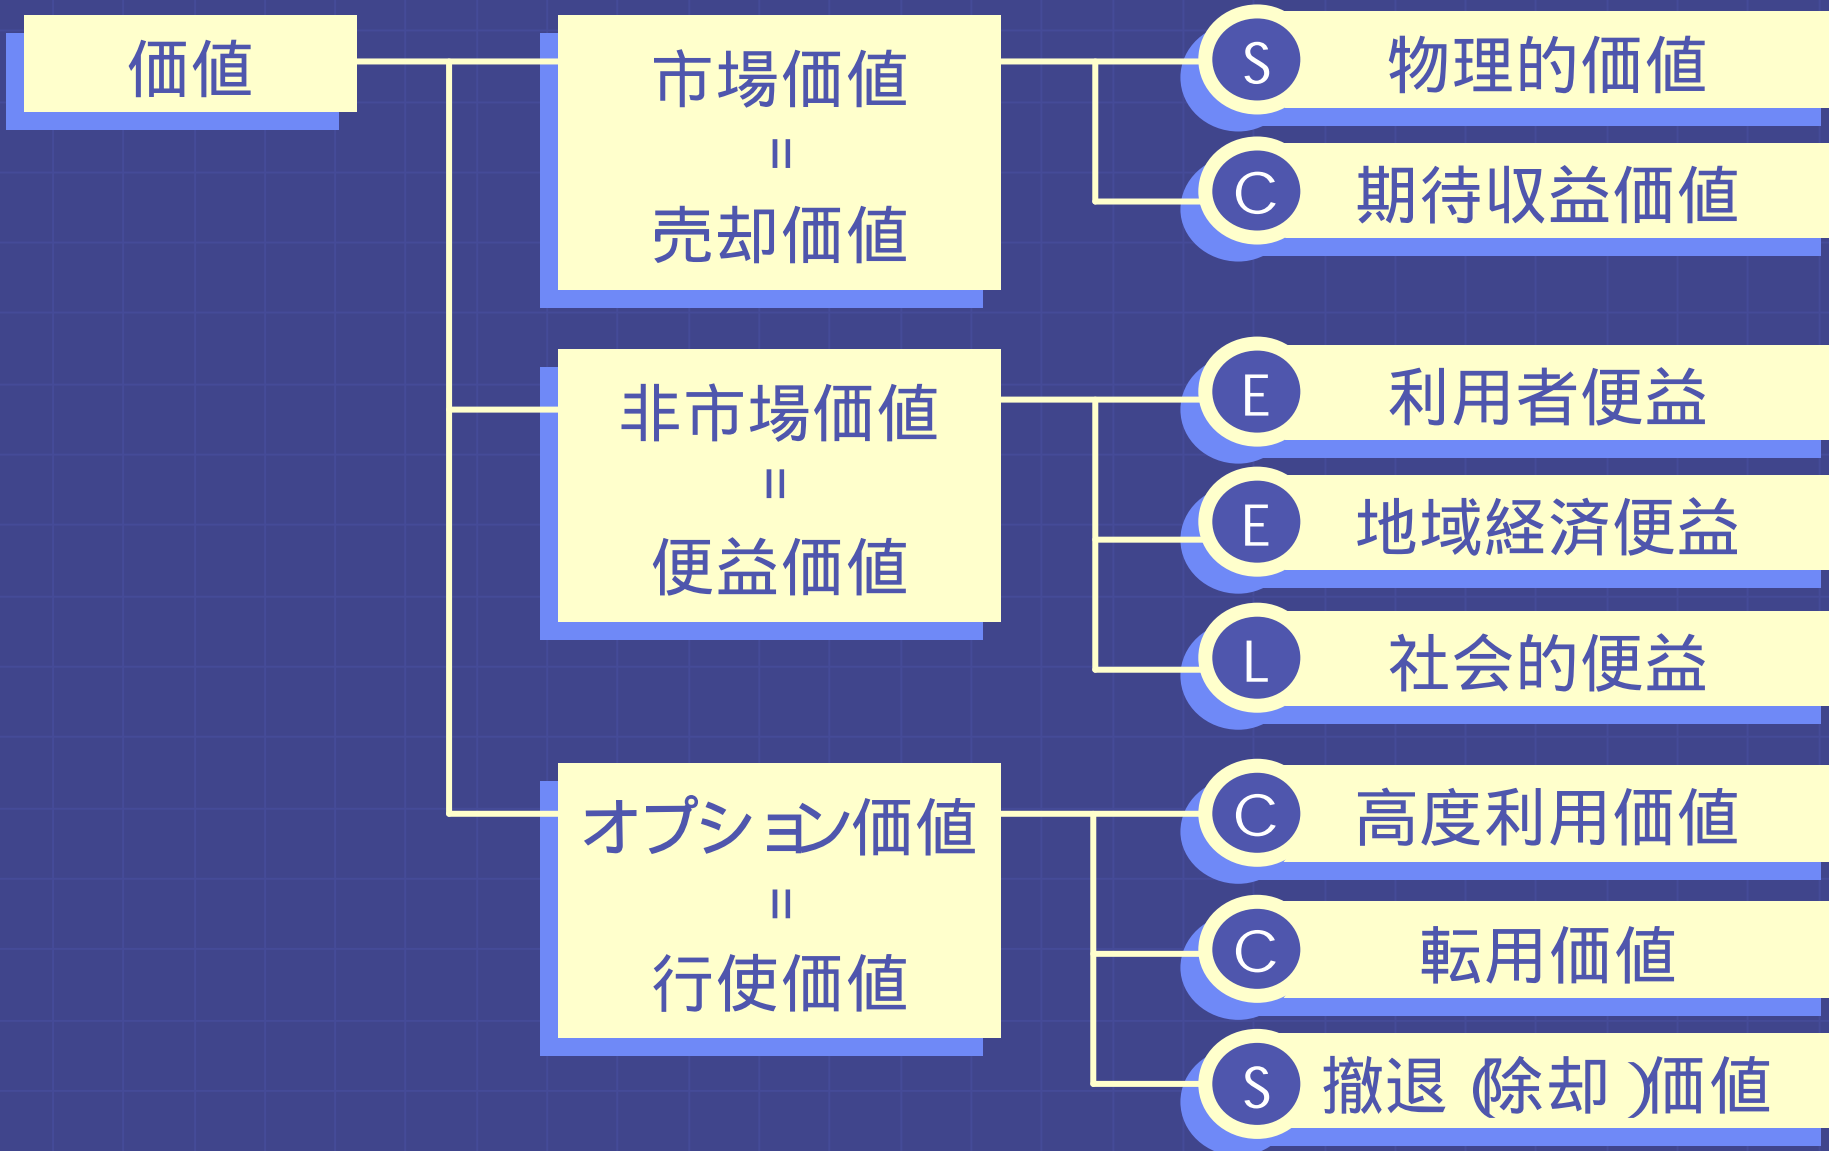 価値
市場価値
=
売却価値
S 物理的価値
C 期待収益価値
非市場価値
=
便益価値
E 利用者便益
E 地域経済便益
L 社会的便益
オプション価値
=
行使価値
C 高度利用価値
C 転用価値
S 撤退(除却)価値